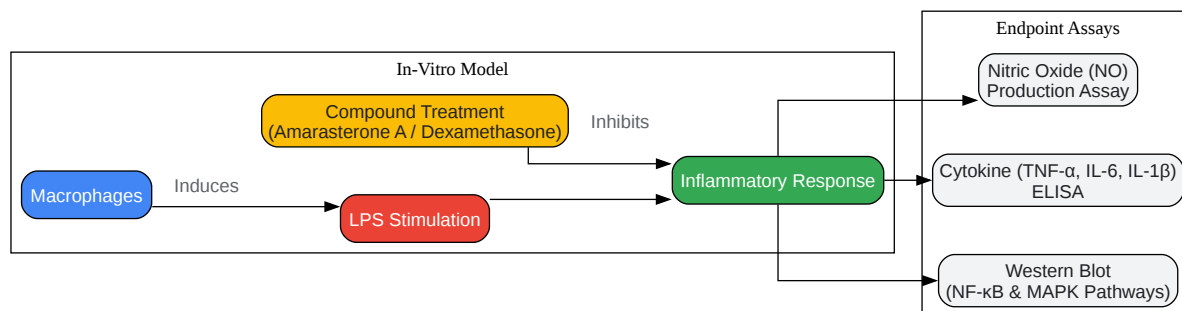 Endpoint Assays
In-Vitro Model
Nitric Oxide (NO)
Production Assay
Compound Treatment
(Amarasterone A / Dexamethasone)
Inhibits
Macrophages
Induces
LPS Stimulation
Inflammatory Response
Cytokine (TNF-α, IL-6, IL-1β)
ELISA
Western Blot
(NF-κB & MAPK Pathways)